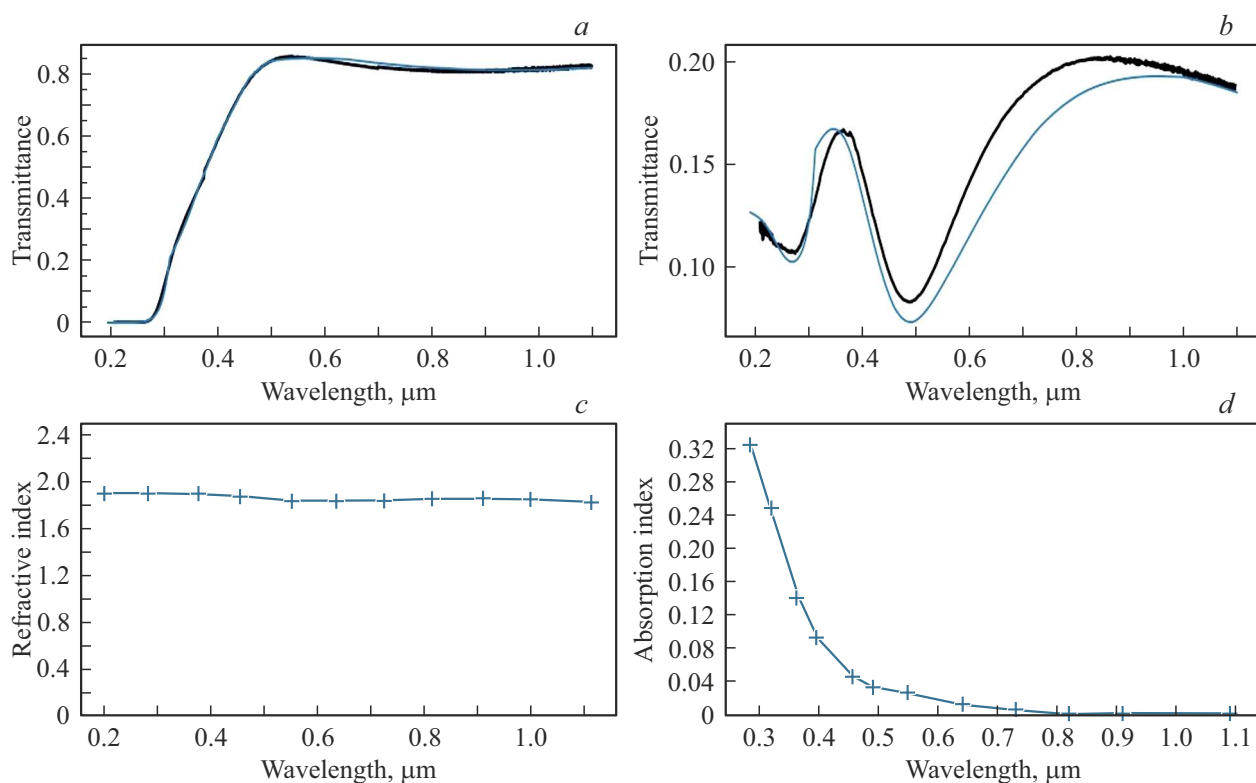 a
Transmittance
0.8
0.6
0.4
0.2
0
0.2 0.4 0.6 0.8 1.0
Wavelength, μm
b
Transmittance
0.20
0.15
0.10
0.2 0.4 0.6 0.8 1.0
Wavelength, μm
c
Refractive index
2.4
2.0
1.6
1.2
0.8
0.4
0
0.2 0.4 0.6 0.8 1.0
Wavelength, μm
d
Absorption index
0.32
0.28
0.24
0.20
0.16
0.12
0.08
0.04
0
0.3 0.4 0.5 0.6 0.7 0.8 0.9 1.0 1.1
Wavelength, μm